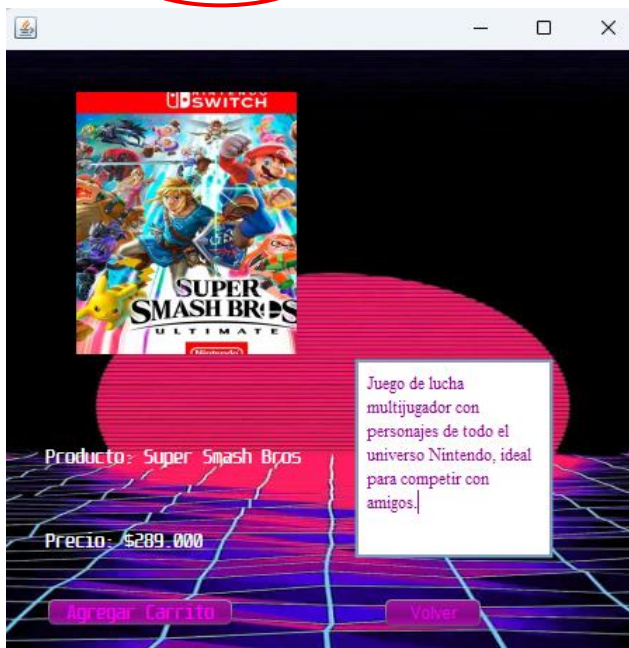 SWITCH
SUPER
SMASH BROS
ULTIMATE
Nintendo
Juego de lucha
multijugador con
personajes de todo el
universo Nintendo, ideal
para competir con
amigos.
Producto: Super Smash Bros
Precio: $289.000
Agregar Carrito
Volver